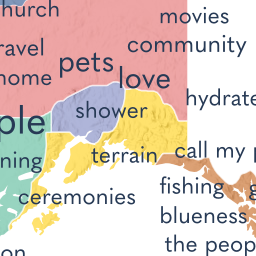 church
movies
travel
community
pets
home
love
hydrate
ple
shower
ning
terrain
call my p
fishing
g
ceremonies
blueness
the peop
on